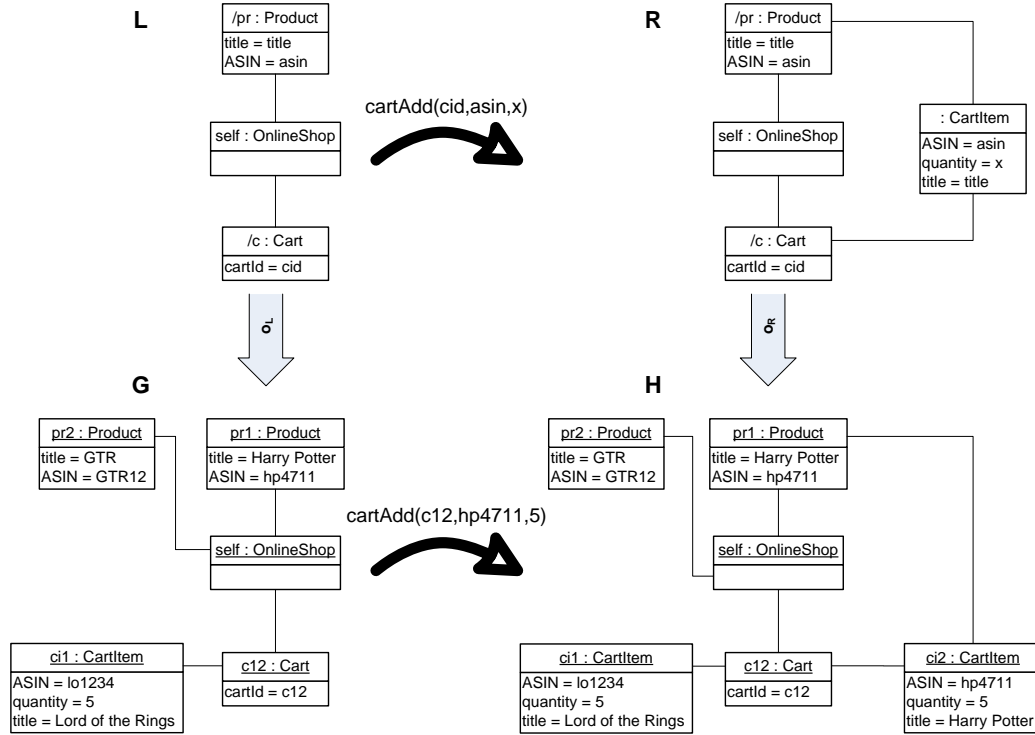 L
/pr : Product
title = title
ASIN = asin
self : OnlineShop
/c : Cart
cartId = cid
cartAdd(cid,asin,x)
R
/pr : Product
title = title
ASIN = asin
self : OnlineShop
/c : Cart
cartId = cid
: CartItem
ASIN = asin
quantity = x
title = title
oL
oR
G
pr2 : Product
title = GTR
ASIN = GTR12
pr1 : Product
title = Harry Potter
ASIN = hp4711
self : OnlineShop
ci1 : CartItem
ASIN = lo1234
quantity = 5
title = Lord of the Rings
c12 : Cart
cartId = c12
cartAdd(c12,hp4711,5)
H
pr2 : Product
title = GTR
ASIN = GTR12
pr1 : Product
title = Harry Potter
ASIN = hp4711
self : OnlineShop
ci1 : CartItem
ASIN = lo1234
quantity = 5
title = Lord of the Rings
c12 : Cart
cartId = c12
ci2 : CartItem
ASIN = hp4711
quantity = 5
title = Harry Potter